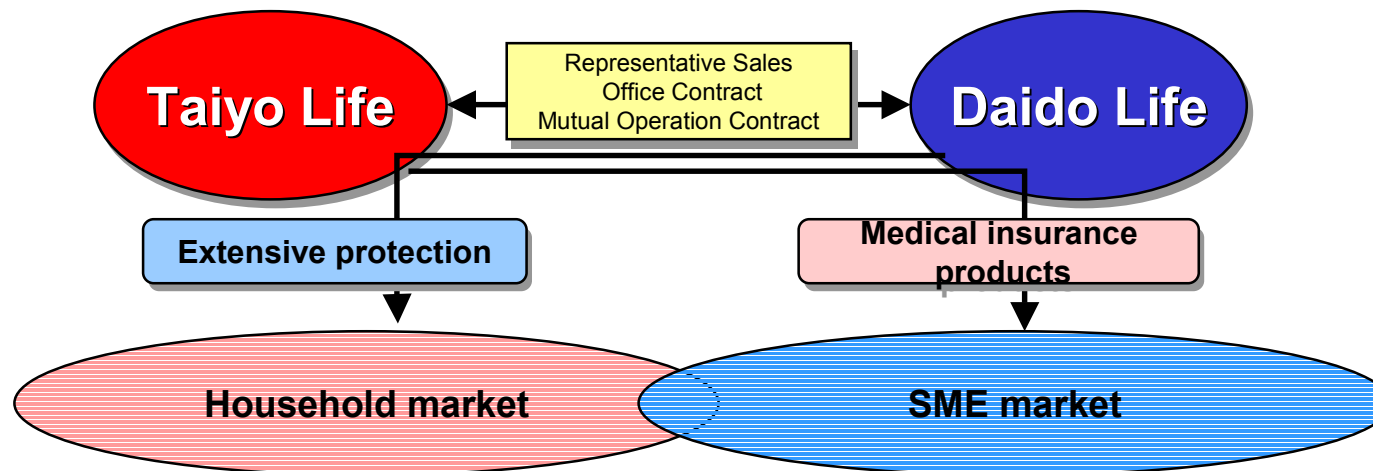 Taiyo Life
Representative Sales
Office Contract
Mutual Operation Contract
Daido Life
Extensive protection
Medical insurance
products
Household market
SME market